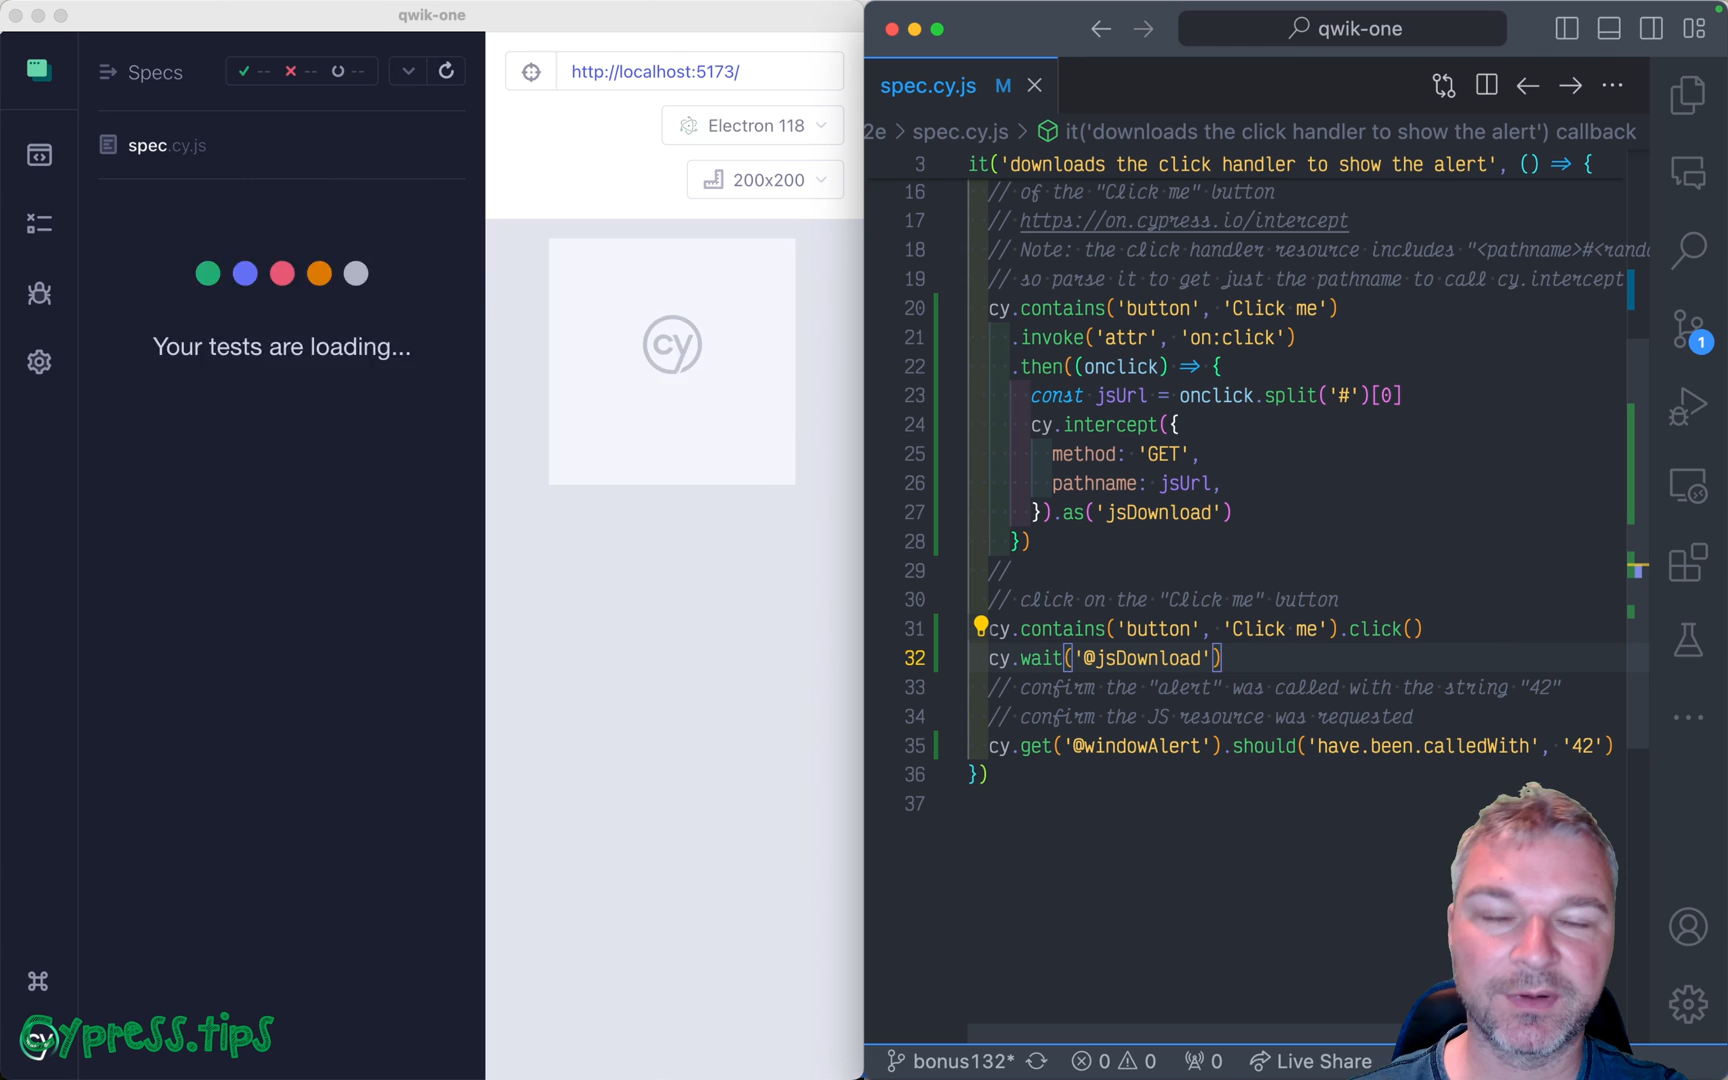 qwik-one
Specs
✓ -- ✕ -- --
spec.cy.js
Your tests are loading...
Cypress.tips
cy
http://localhost:5173/
Electron 118
200x200
cy
qwik-one
spec.cy.js M
2e > spec.cy.js > it('downloads the click handler to show the alert') callback
3 it('downloads the click handler to show the alert', () => {
16 // of the "Click me" button
17 // https://on.cypress.io/intercept
18 // Note: the click handler resource includes "<pathname>#<rando
19 // so parse it to get just the pathname to call cy.intercept
20 cy.contains('button', 'Click me')
21 .invoke('attr', 'on:click')
22 .then((onclick) => {
23 const jsUrl = onclick.split('#')[0]
24 cy.intercept({
25 method: 'GET',
26 pathname: jsUrl,
27 }).as('jsDownload')
28 })
29 //
30 // click on the "Click me" button
31 cy.contains('button', 'Click me').click()
32 cy.wait('@jsDownload')
33 // confirm the "alert" was called with the string "42"
34 // confirm the JS resource was requested
35 cy.get('@windowAlert').should('have.been.calledWith', '42')
36 })
37
1
bonus132* 0 0 0 Live Share